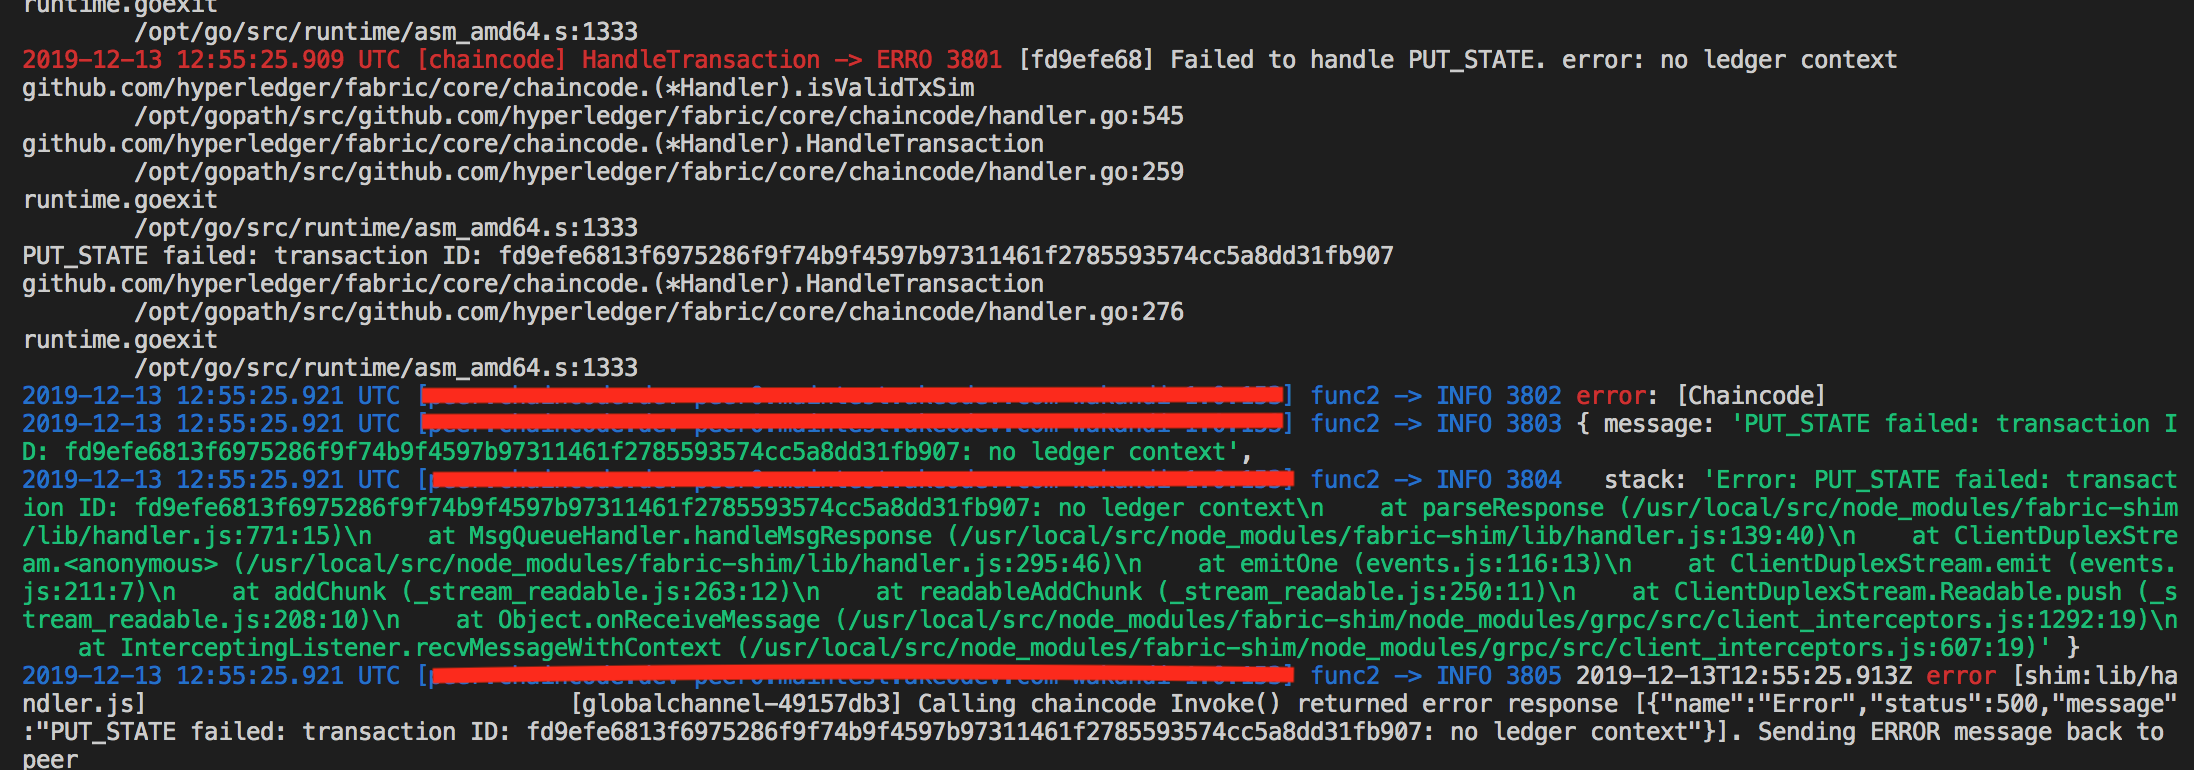 runtime.goexit
/opt/go/src/runtime/asm_amd64.s:1333
2019-12-13 12:55:25.909 UTC [chaincode] HandleTransaction -> ERRO 3801 [fd9efe68] Failed to handle PUT_STATE. error: no ledger context
github.com/hyperledger/fabric/core/chaincode.(*Handler).isValidTxSim
/opt/gopath/src/github.com/hyperledger/fabric/core/chaincode/handler.go:545
github.com/hyperledger/fabric/core/chaincode.(*Handler).HandleTransaction
/opt/gopath/src/github.com/hyperledger/fabric/core/chaincode/handler.go:259
runtime.goexit
/opt/go/src/runtime/asm_amd64.s:1333
PUT_STATE failed: transaction ID: fd9efe6813f6975286f9f74b9f4597b97311461f2785593574cc5a8dd31fb907
github.com/hyperledger/fabric/core/chaincode.(*Handler).HandleTransaction
/opt/gopath/src/github.com/hyperledger/fabric/core/chaincode/handler.go:276
runtime.goexit
/opt/go/src/runtime/asm_amd64.s:1333
2019-12-13 12:55:25.921 UTC [ ] func2 -> INFO 3802 error: [Chaincode]
2019-12-13 12:55:25.921 UTC [ ] func2 -> INFO 3803 { message: 'PUT_STATE failed: transaction I
D: fd9efe6813f6975286f9f74b9f4597b97311461f2785593574cc5a8dd31fb907: no ledger context',
2019-12-13 12:55:25.921 UTC [ ] func2 -> INFO 3804 stack: 'Error: PUT_STATE failed: transact
ion ID: fd9efe6813f6975286f9f74b9f4597b97311461f2785593574cc5a8dd31fb907: no ledger context\n at parseResponse (/usr/local/src/node_modules/fabric-shim
/lib/handler.js:771:15)\n at MsgQueueHandler.handleMsgResponse (/usr/local/src/node_modules/fabric-shim/lib/handler.js:139:40)\n at ClientDuplexStre
am.<anonymous> (/usr/local/src/node_modules/fabric-shim/lib/handler.js:295:46)\n at emitOne (events.js:116:13)\n at ClientDuplexStream.emit (events.
js:211:7)\n at addChunk (_stream_readable.js:263:12)\n at readableAddChunk (_stream_readable.js:250:11)\n at ClientDuplexStream.Readable.push (_s
tream_readable.js:208:10)\n at Object.onReceiveMessage (/usr/local/src/node_modules/fabric-shim/node_modules/grpc/src/client_interceptors.js:1292:19)\n
at InterceptingListener.recvMessageWithContext (/usr/local/src/node_modules/fabric-shim/node_modules/grpc/src/client_interceptors.js:607:19)' }
2019-12-13 12:55:25.921 UTC [ ] func2 -> INFO 3805 2019-12-13T12:55:25.913Z error [shim:lib/ha
ndler.js] [globalchannel-49157db3] Calling chaincode Invoke() returned error response [{"name":"Error","status":500,"message"
:"PUT_STATE failed: transaction ID: fd9efe6813f6975286f9f74b9f4597b97311461f2785593574cc5a8dd31fb907: no ledger context"}]. Sending ERROR message back to
peer